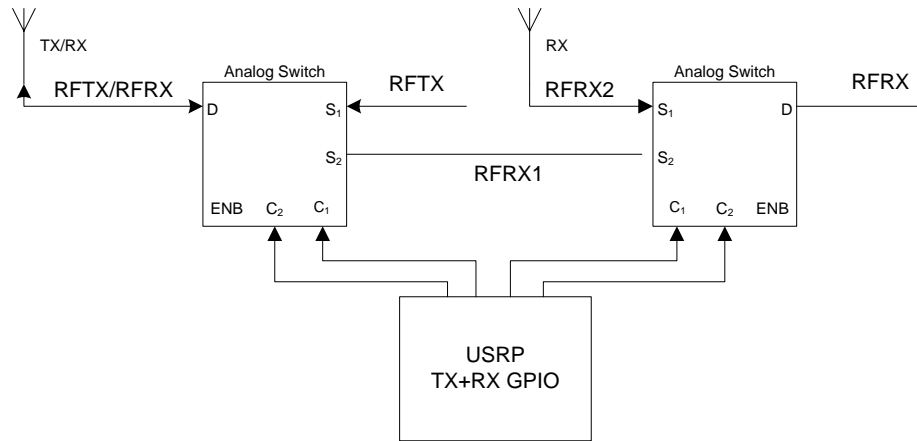 TX/RX
RX
Analog Switch
Analog Switch
RFTX/RFRX
RFTX
RFRX2
RFRX
D
S₁
S₁
D
S₂
S₂
RFRX1
ENB
C₂
C₁
C₁
C₂
ENB
USRP
TX+RX GPIO